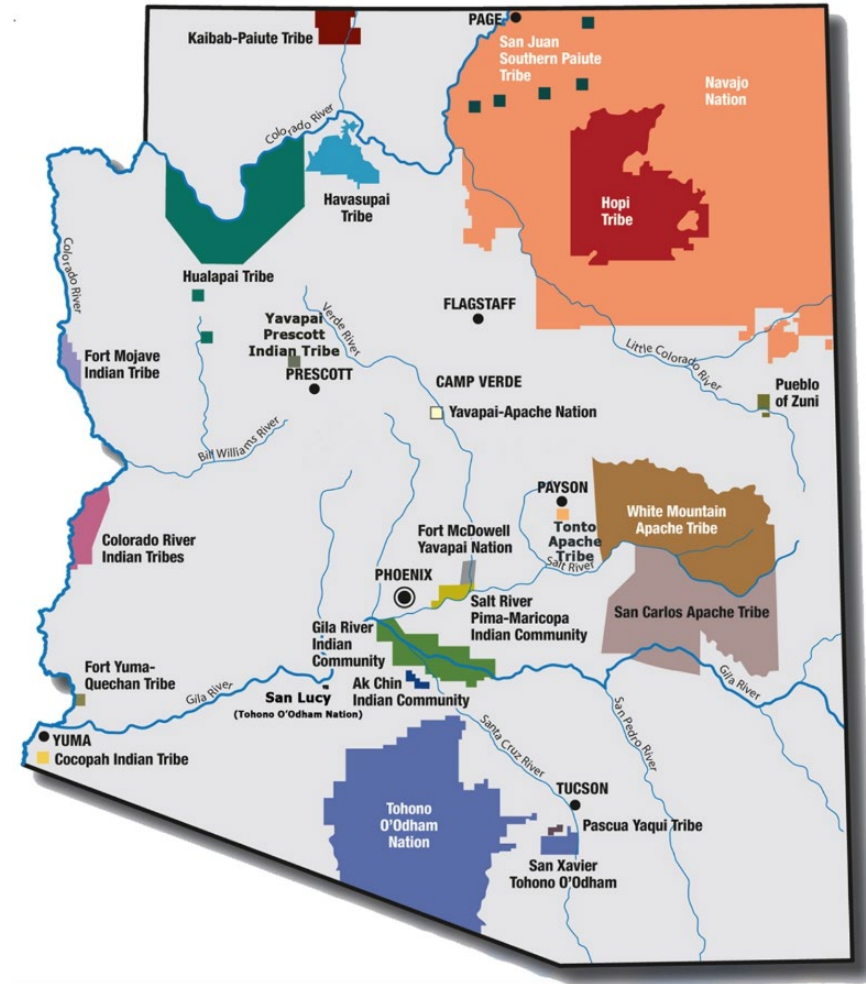 Kaibab-Paiute Tribe
PAGE
San Juan
Southern Paiute
Tribe
Navajo
Nation
Colorado River
Havasupai
Tribe
Hopi
Tribe
Colorado River
Hualapai Tribe
FLAGSTAFF
Verde River
Yavapai
Prescott
Indian Tribe
PRESCOTT
Fort Mojave
Indian Tribe
Little Colorado River
CAMP VERDE
Yavapai-Apache Nation
Pueblo
of Zuni
Bill Williams River
PAYSON
Tonto
Apache
Tribe
White Mountain
Apache Tribe
Colorado River
Indian Tribes
Fort McDowell
Yavapai Nation
Salt River
PHOENIX
Salt River
Pima-Maricopa
Indian Community
San Carlos Apache Tribe
Gila River
Indian
Community
Fort Yuma-
Quechan Tribe
Gila River
San Lucy
(Tohono O'Odham Nation)
Ak Chin
Indian Community
Gila River
San Pedro River
Santa Cruz River
YUMA
Cocopah Indian Tribe
TUCSON
Tohono
O'Odham
Nation
Pascua Yaqui Tribe
San Xavier
Tohono O'Odham